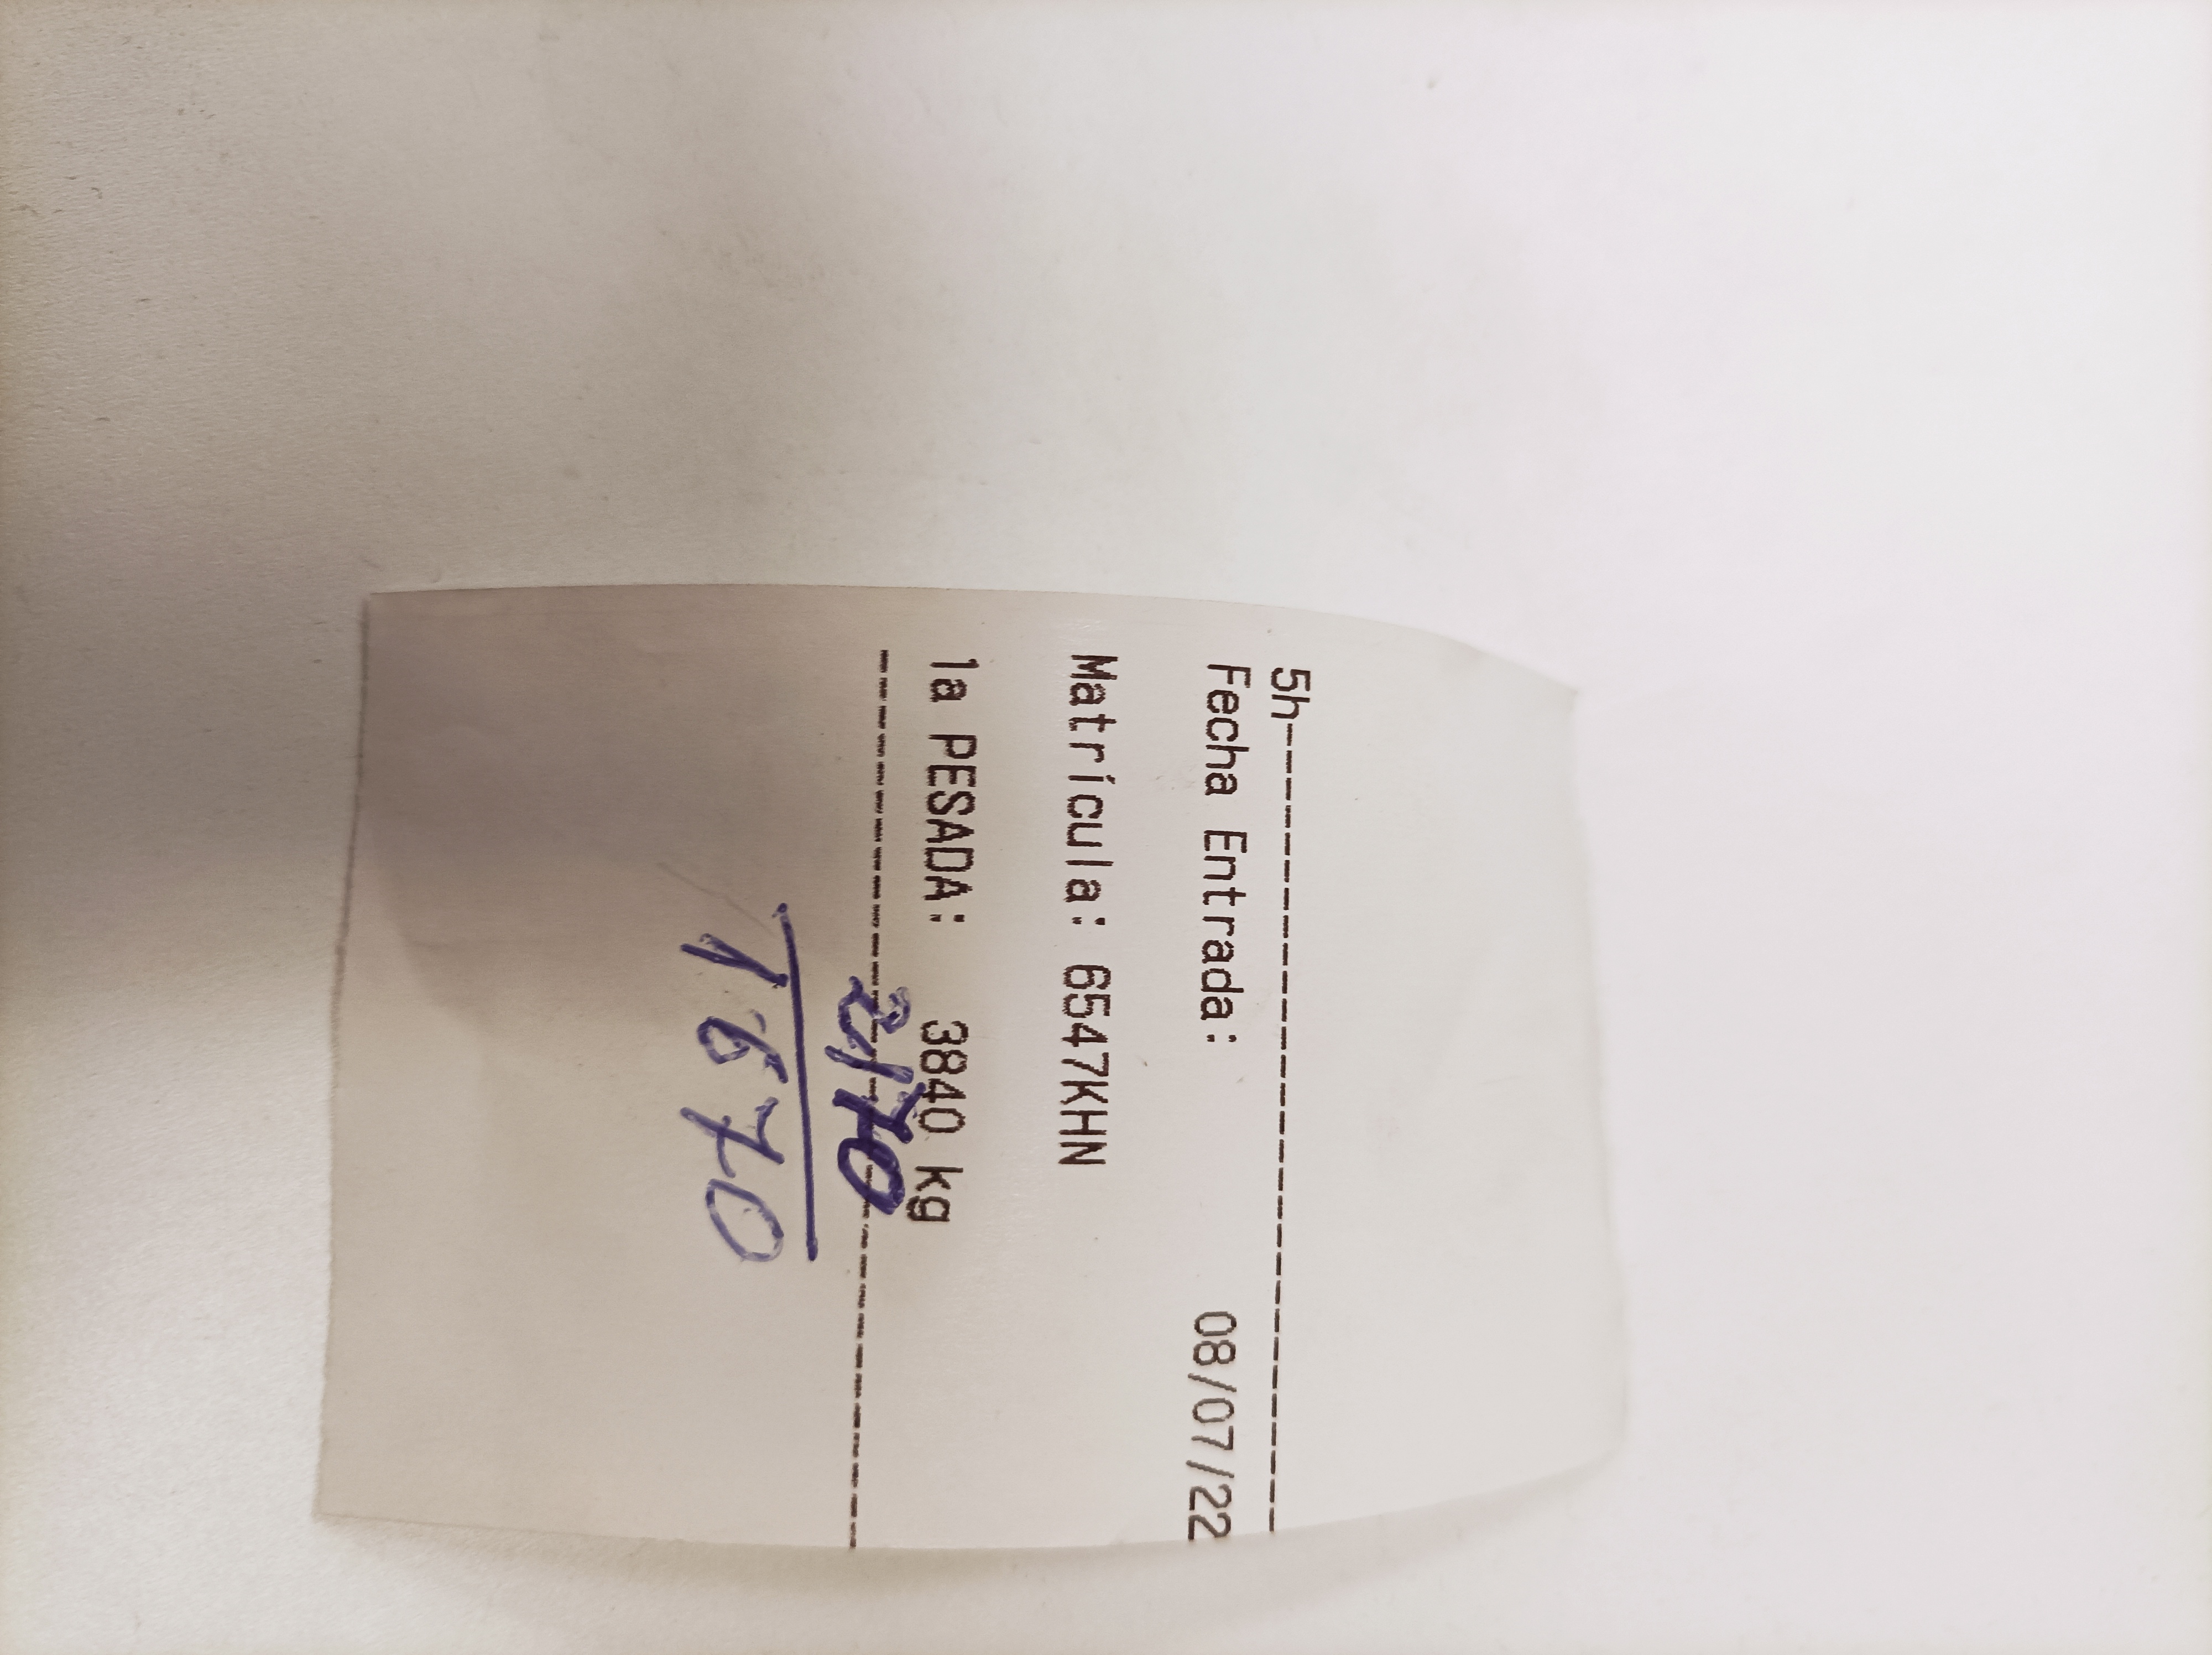 5h--------------------------------
Fecha Entrada: 08/07/22
Matrícula: 6547KHN
1a PESADA: 3840 kg
----------------------------------
2170
1670